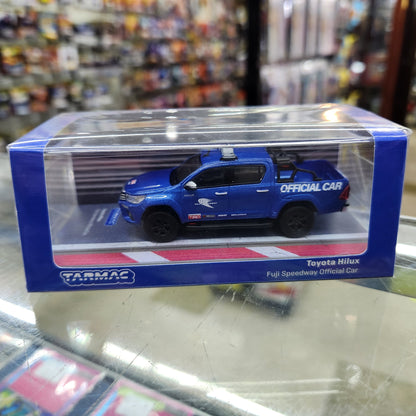 OFFICIAL CAR
TARMAC
Toyota Hilux
Fuji Speedway Official Car